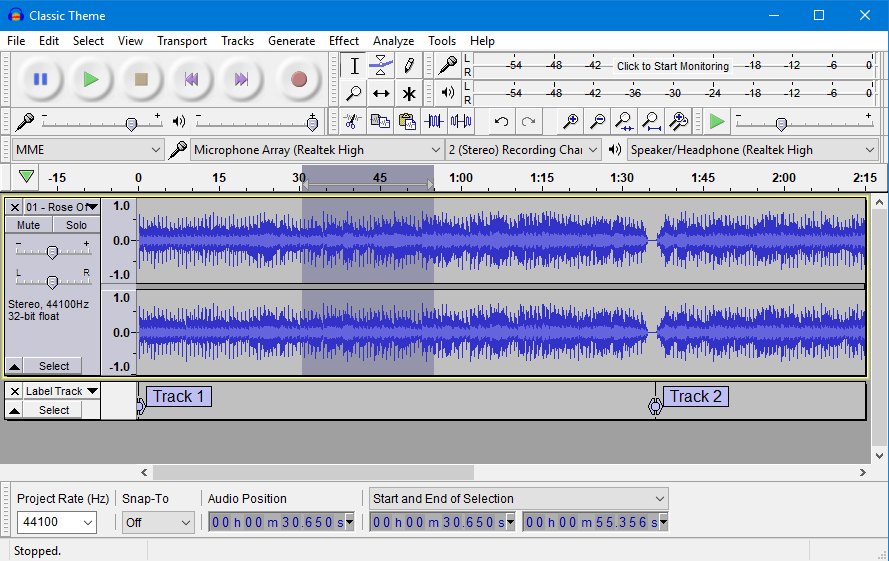 Classic Theme
File Edit Select View Transport Tracks Generate Effect Analyze Tools Help
L
R
-54 -48 -42 Click to Start Monitoring -18 -12 -6 0
L
R
-54 -48 -42 -36 -30 -24 -18 -12 -6 0
- +
- +
- +
MME
Microphone Array (Realtek High
2 (Stereo) Recording Chan
Speaker/Headphone (Realtek High
-15 0 15 30 45 1:00 1:15 1:30 1:45 2:00 2:15
01 - Rose Of
Mute Solo
- +
L R
Stereo, 44100Hz
32-bit float
Select
1.0
0.0
-1.0
1.0
0.0
-1.0
Label Track
Select
Track 1
Track 2
Project Rate (Hz) Snap-To Audio Position Start and End of Selection
44100 Off 00 h 00 m 30.650 s 00 h 00 m 30.650 s 00 h 00 m 55.356 s
Stopped.